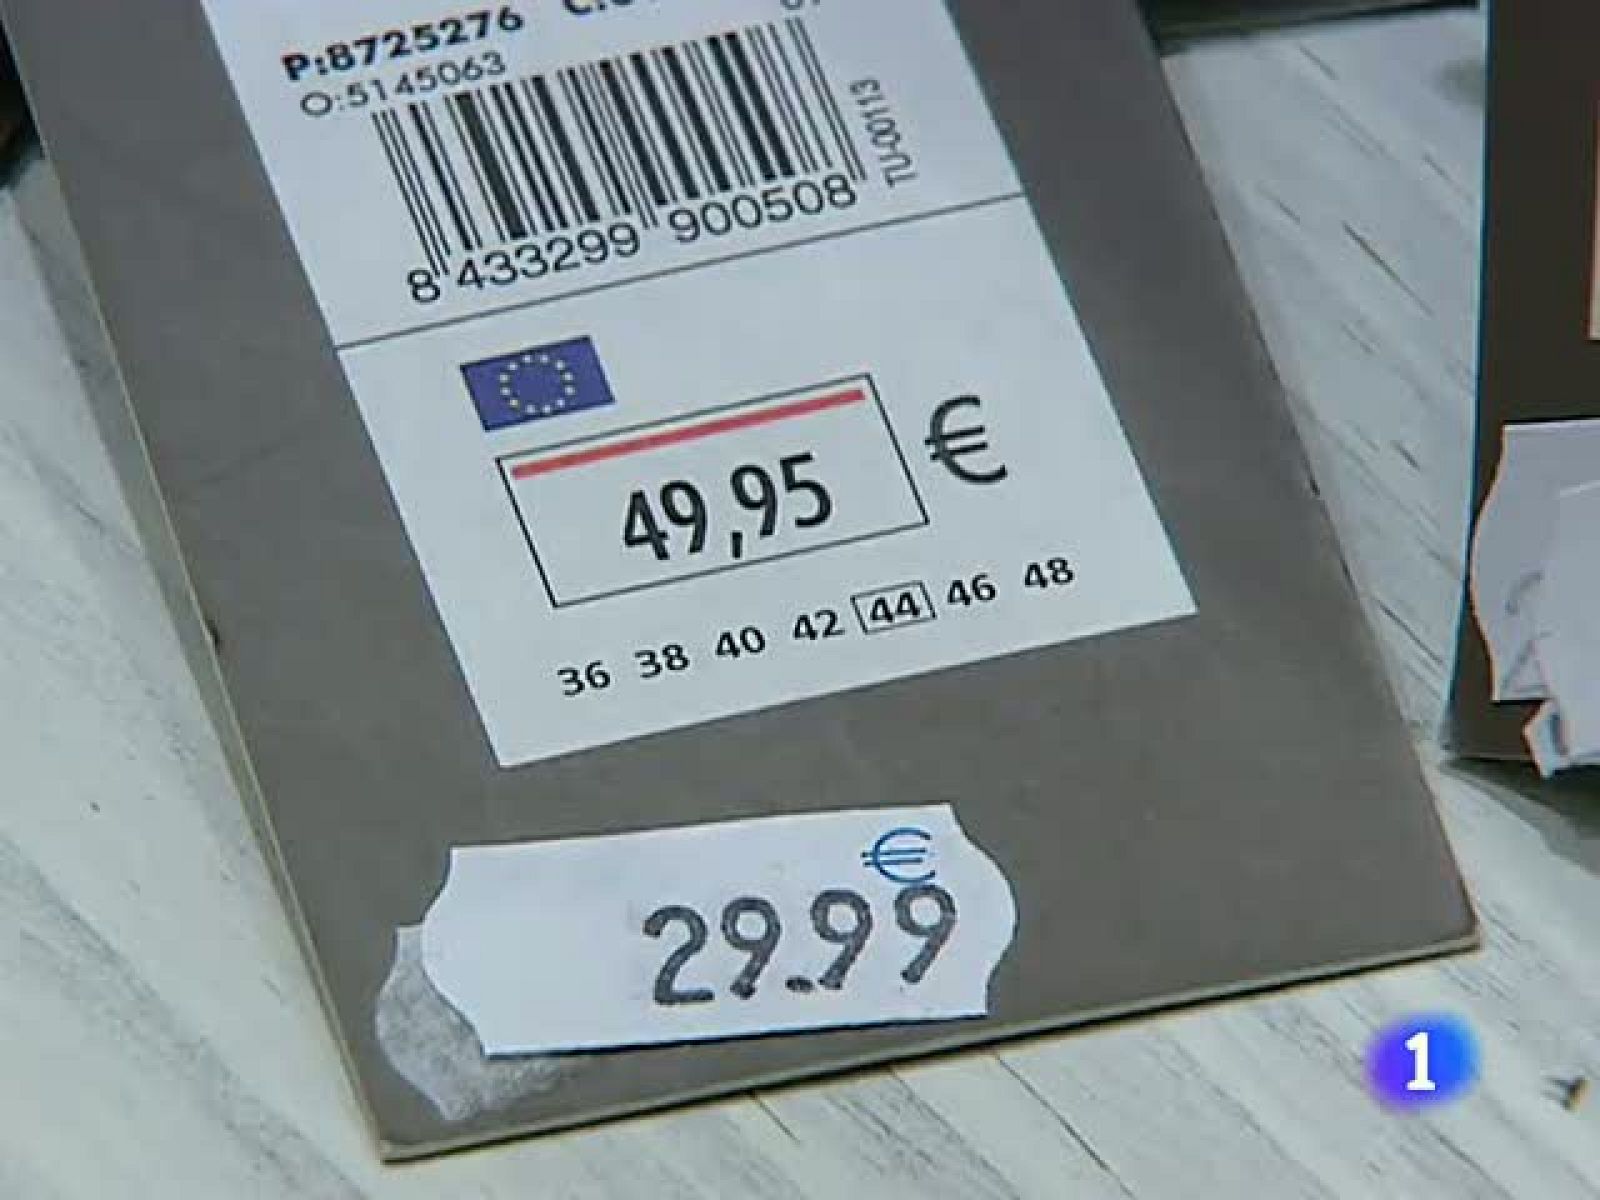 P:8725276
O:5145063
TU-00113
8 433299 900508
49,95 €
36 38 40 42 44 46 48
€
29.99
1